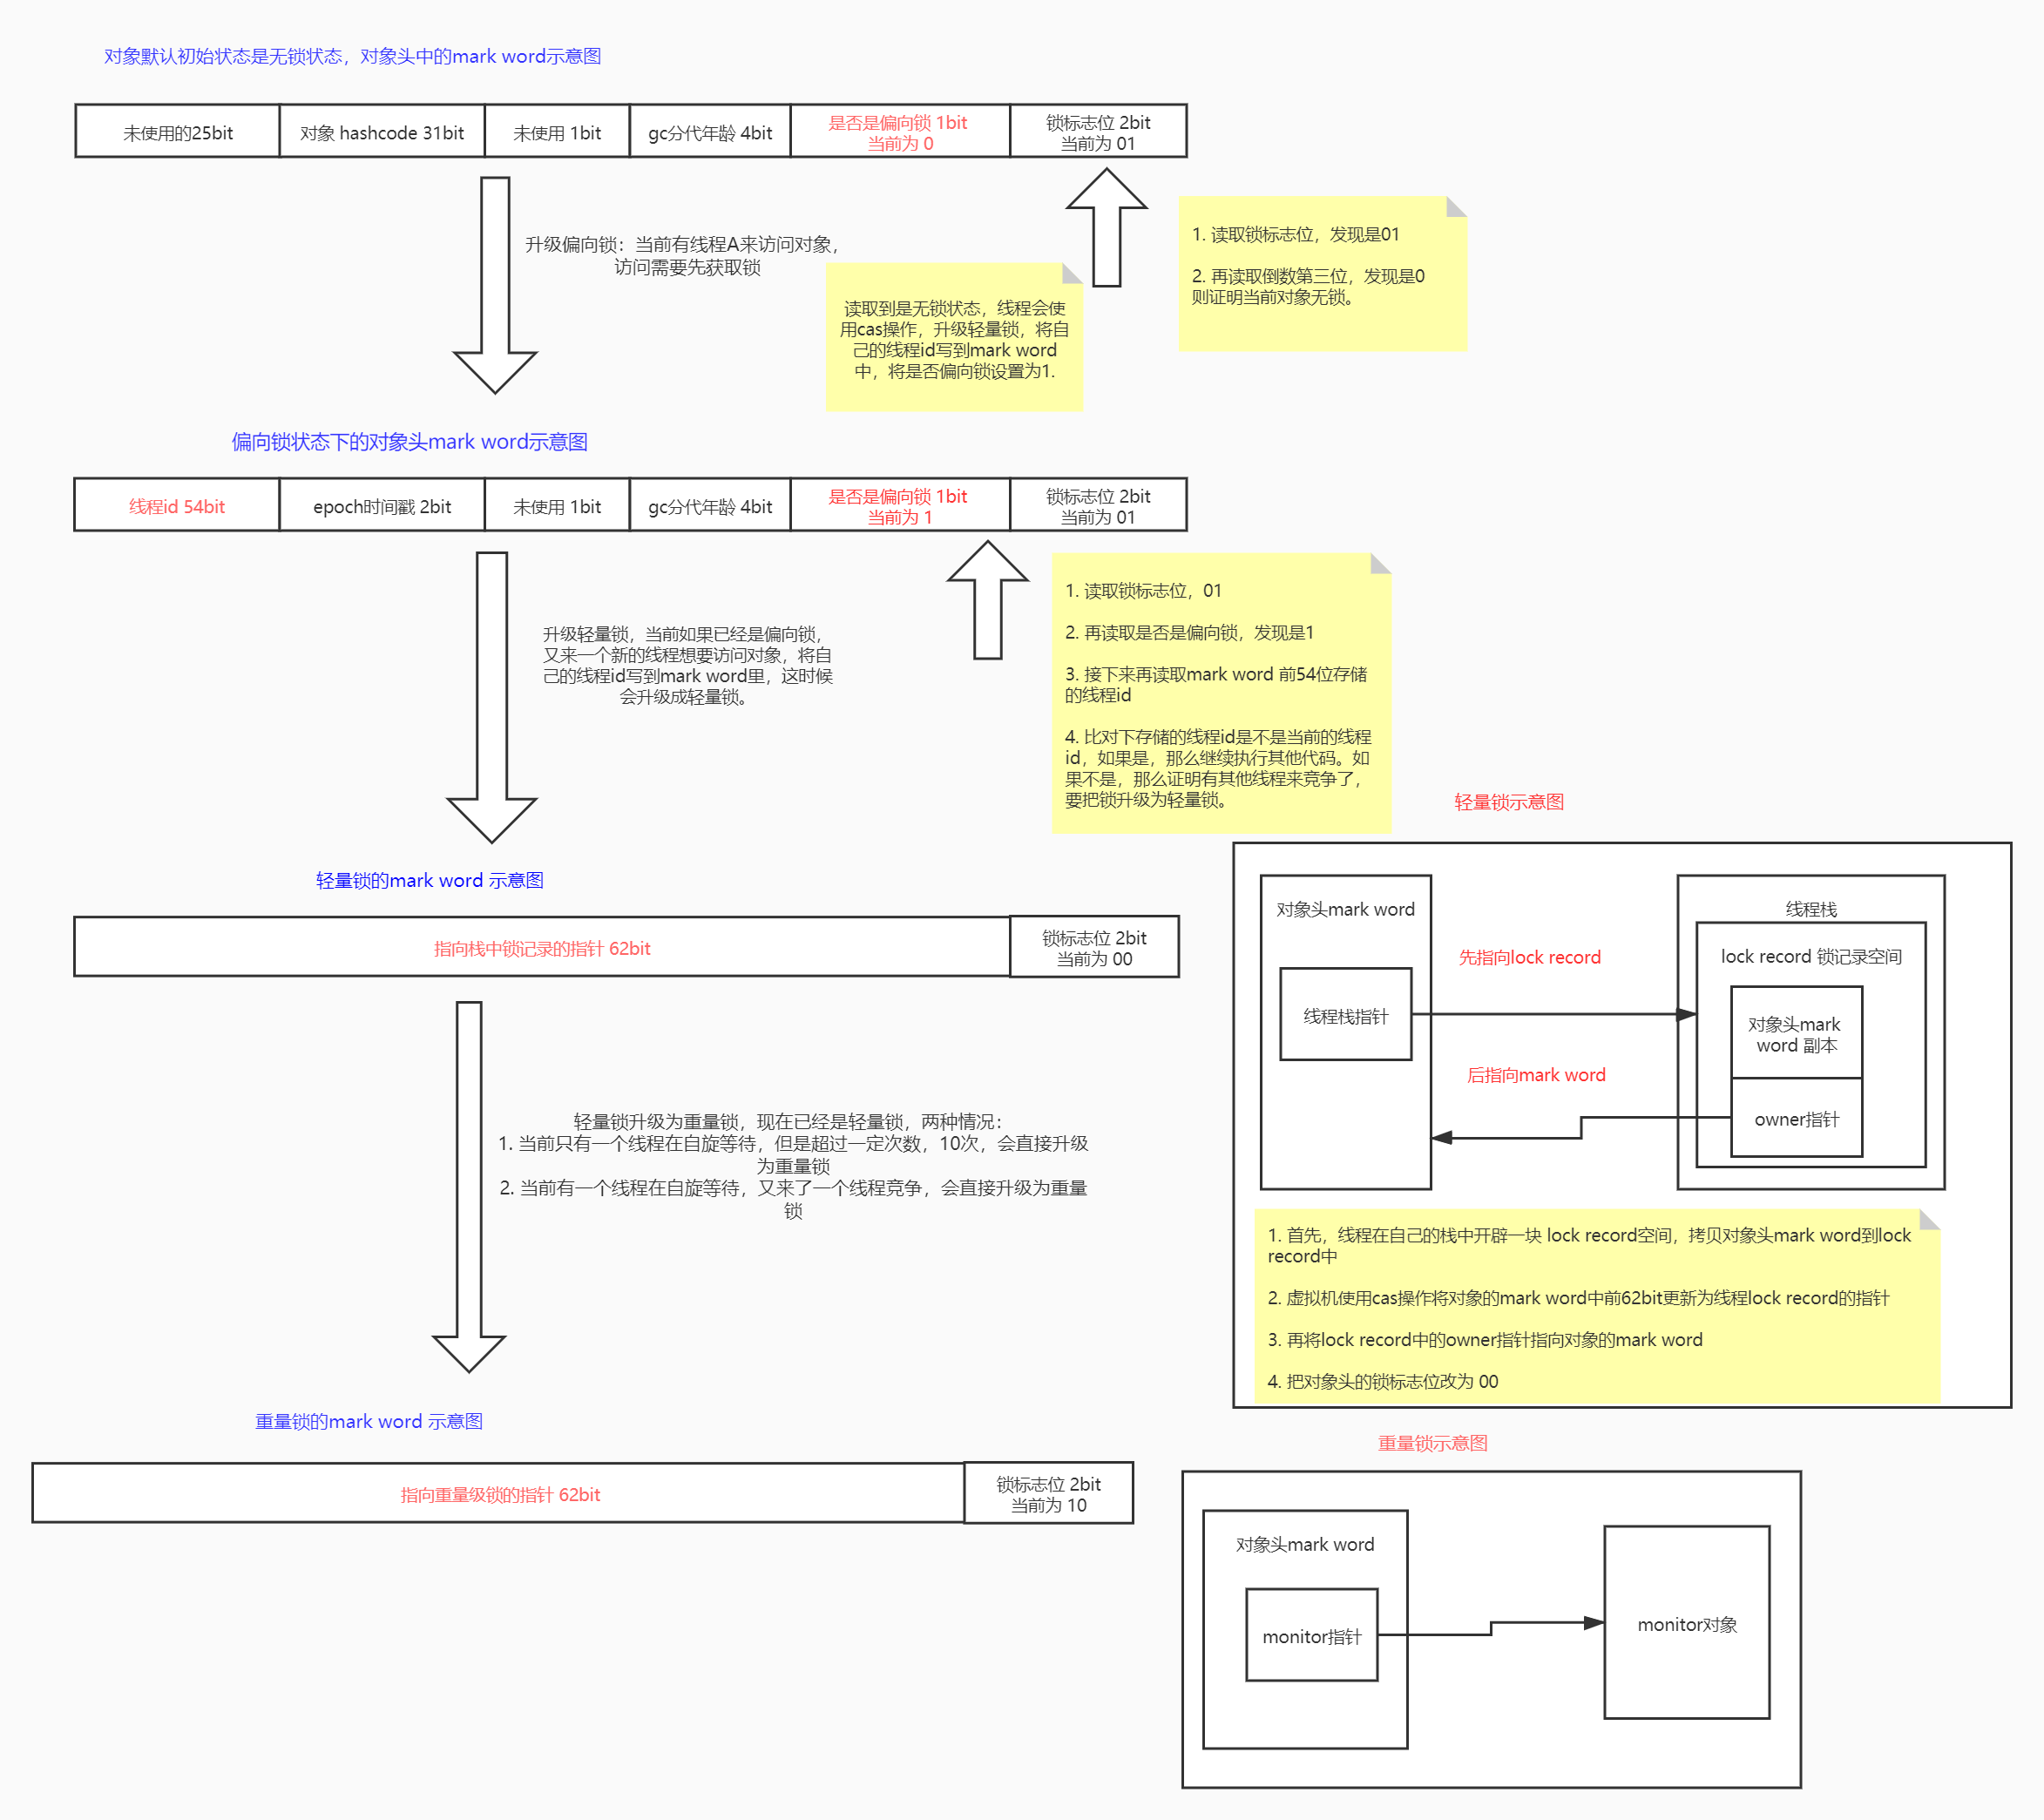 对象默认初始状态是无锁状态，对象头中的mark word示意图
未使用的25bit
对象 hashcode 31bit
未使用 1bit
gc分代年龄 4bit
是否是偏向锁 1bit
当前为 0
锁标志位 2bit
当前为 01
升级偏向锁：当前有线程A来访问对象，
访问需要先获取锁
读取到是无锁状态，线程会使
用cas操作，升级轻量锁，将自
己的线程id写到mark word
中，将是否偏向锁设置为1.
1. 读取锁标志位，发现是01
2. 再读取倒数第三位，发现是0
则证明当前对象无锁。
偏向锁状态下的对象头mark word示意图
线程id 54bit
epoch时间戳 2bit
未使用 1bit
gc分代年龄 4bit
是否是偏向锁 1bit
当前为 1
锁标志位 2bit
当前为 01
升级轻量锁，当前如果已经是偏向锁，
又来一个新的线程想要访问对象，将自
己的线程id写到mark word里，这时候
会升级成轻量锁。
1. 读取锁标志位，01
2. 再读取是否是偏向锁，发现是1
3. 接下来再读取mark word 前54位存储
的线程id
4. 比对下存储的线程id是不是当前的线程
id，如果是，那么继续执行其他代码。如
果不是，那么证明有其他线程来竞争了，
要把锁升级为轻量锁。
轻量锁的mark word 示意图
指向栈中锁记录的指针 62bit
锁标志位 2bit
当前为 00
轻量锁升级为重量锁，现在已经是轻量锁，两种情况：
1. 当前只有一个线程在自旋等待，但是超过一定次数，10次，会直接升级
为重量锁
2. 当前有一个线程在自旋等待，又来了一个线程竞争，会直接升级为重量
锁
轻量锁示意图
对象头mark word
线程栈指针
先指向lock record
后指向mark word
线程栈
lock record 锁记录空间
对象头mark
word 副本
owner指针
1. 首先，线程在自己的栈中开辟一块 lock record空间，拷贝对象头mark word到lock
record中
2. 虚拟机使用cas操作将对象的mark word中前62bit更新为线程lock record的指针
3. 再将lock record中的owner指针指向对象的mark word
4. 把对象头的锁标志位改为 00
重量锁的mark word 示意图
指向重量级锁的指针 62bit
锁标志位 2bit
当前为 10
重量锁示意图
对象头mark word
monitor指针
monitor对象